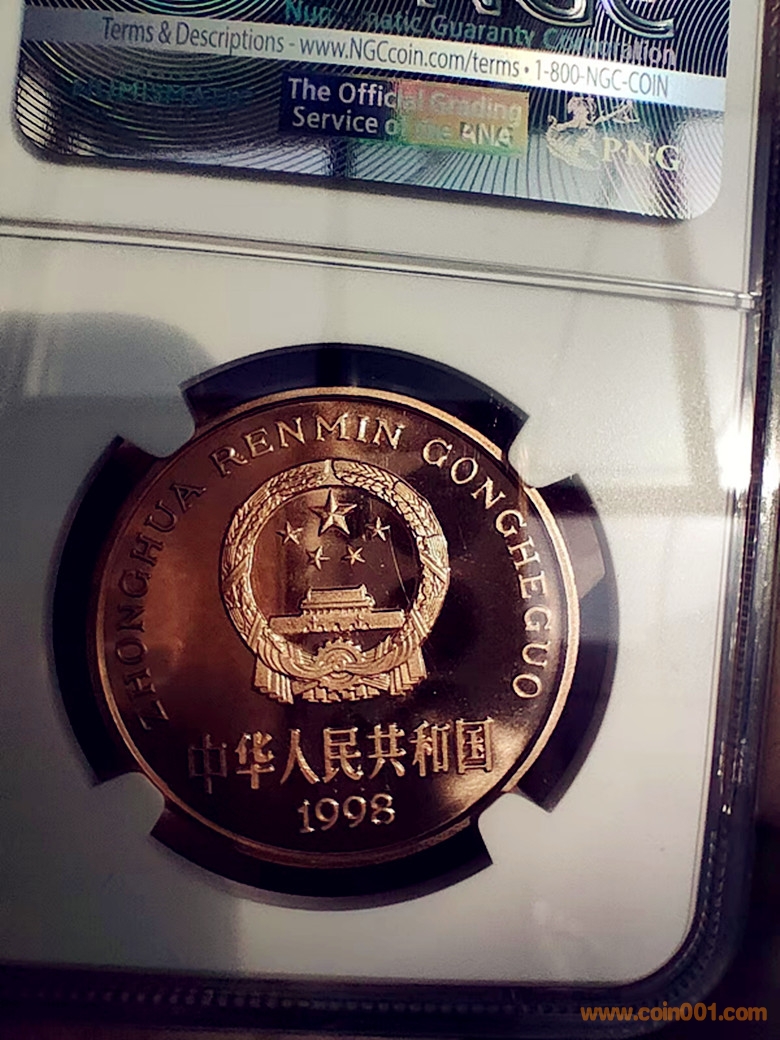 NGC
Numismatic Guaranty Corporation
Terms & Descriptions - www.NGCcoin.com/terms • 1-800-NGC-COIN
The Official Grading
Service of the PNG
PNG
ZHONGHUA RENMIN GONGHEGUO
中华人民共和国
1998
www.coin001.com